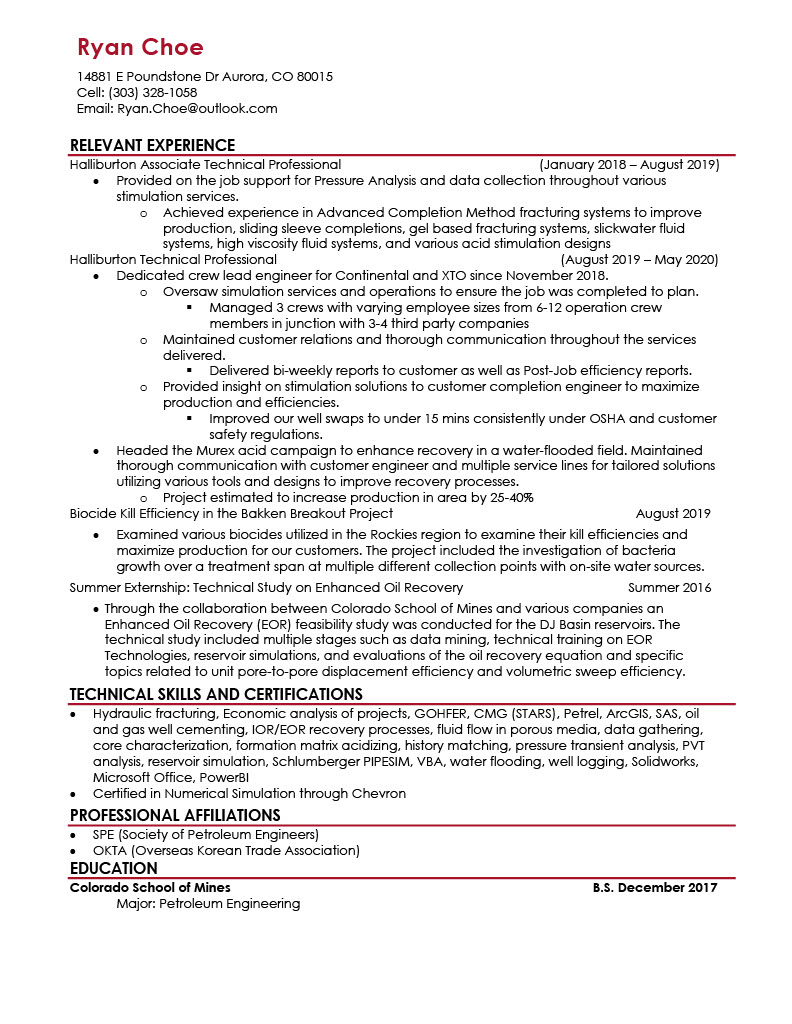 Ryan Choe
14881 E Poundstone Dr Aurora, CO 80015
Cell: (303) 328-1058
Email: Ryan.Choe@outlook.com
RELEVANT EXPERIENCE
Halliburton Associate Technical Professional (January 2018 – August 2019)
• Provided on the job support for Pressure Analysis and data collection throughout various
stimulation services.
o Achieved experience in Advanced Completion Method fracturing systems to improve
production, sliding sleeve completions, gel based fracturing systems, slickwater fluid
systems, high viscosity fluid systems, and various acid stimulation designs
Halliburton Technical Professional (August 2019 – May 2020)
• Dedicated crew lead engineer for Continental and XTO since November 2018.
o Oversaw simulation services and operations to ensure the job was completed to plan.
▪ Managed 3 crews with varying employee sizes from 6-12 operation crew
members in junction with 3-4 third party companies
o Maintained customer relations and thorough communication throughout the services
delivered.
▪ Delivered bi-weekly reports to customer as well as Post-Job efficiency reports.
o Provided insight on stimulation solutions to customer completion engineer to maximize
production and efficiencies.
▪ Improved our well swaps to under 15 mins consistently under OSHA and customer
safety regulations.
• Headed the Murex acid campaign to enhance recovery in a water-flooded field. Maintained
thorough communication with customer engineer and multiple service lines for tailored solutions
utilizing various tools and designs to improve recovery processes.
o Project estimated to increase production in area by 25-40%
Biocide Kill Efficiency in the Bakken Breakout Project August 2019
• Examined various biocides utilized in the Rockies region to examine their kill efficiencies and
maximize production for our customers. The project included the investigation of bacteria
growth over a treatment span at multiple different collection points with on-site water sources.
Summer Externship: Technical Study on Enhanced Oil Recovery Summer 2016
• Through the collaboration between Colorado School of Mines and various companies an
Enhanced Oil Recovery (EOR) feasibility study was conducted for the DJ Basin reservoirs. The
technical study included multiple stages such as data mining, technical training on EOR
Technologies, reservoir simulations, and evaluations of the oil recovery equation and specific
topics related to unit pore-to-pore displacement efficiency and volumetric sweep efficiency.
TECHNICAL SKILLS AND CERTIFICATIONS
• Hydraulic fracturing, Economic analysis of projects, GOHFER, CMG (STARS), Petrel, ArcGIS, SAS, oil
and gas well cementing, IOR/EOR recovery processes, fluid flow in porous media, data gathering,
core characterization, formation matrix acidizing, history matching, pressure transient analysis, PVT
analysis, reservoir simulation, Schlumberger PIPESIM, VBA, water flooding, well logging, Solidworks,
Microsoft Office, PowerBI
• Certified in Numerical Simulation through Chevron
PROFESSIONAL AFFILIATIONS
• SPE (Society of Petroleum Engineers)
• OKTA (Overseas Korean Trade Association)
EDUCATION
Colorado School of Mines B.S. December 2017
Major: Petroleum Engineering